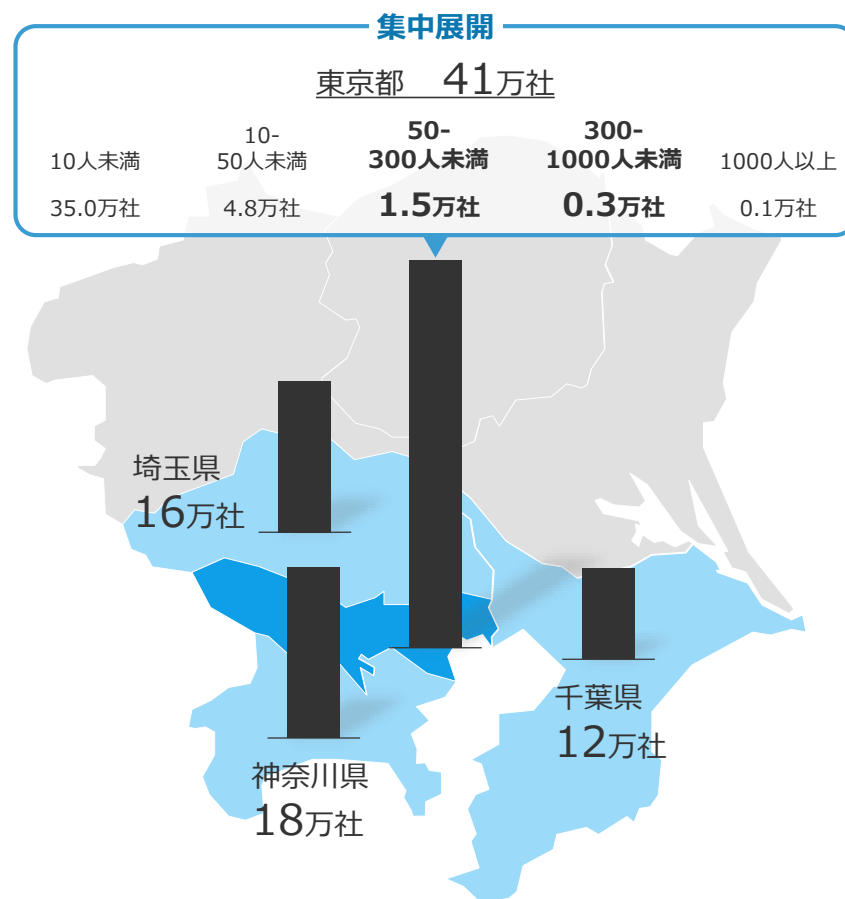 集中展開
東京都 41万社
10人未満
10-
50人未満
50-
300人未満
300-
1000人未満
1000人以上
35.0万社
4.8万社
1.5万社
0.3万社
0.1万社
埼玉県
16万社
千葉県
12万社
神奈川県
18万社